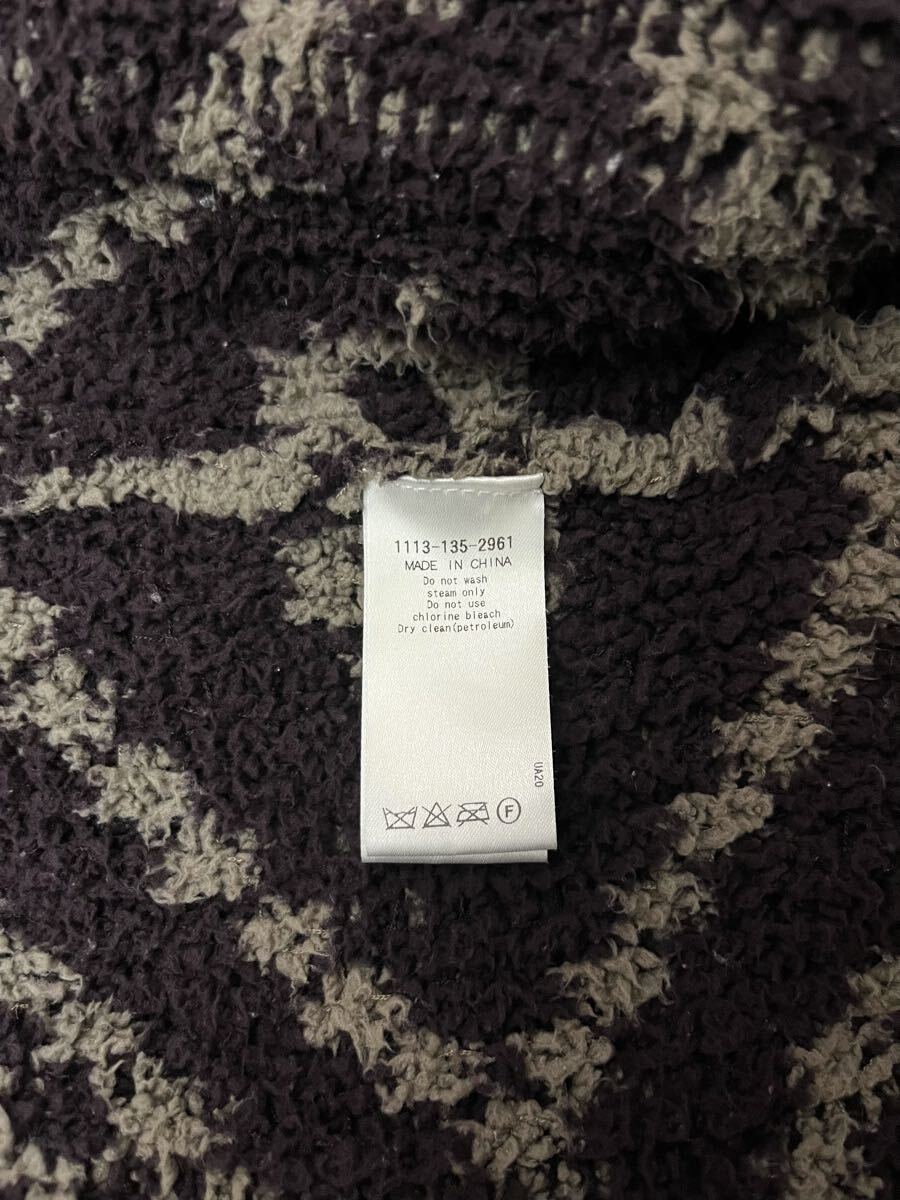 1113-135-2961
MADE IN CHINA
Do not wash
steam only
Do not use
chlorine bleach
Dry clean(petroleum)
UA20
F